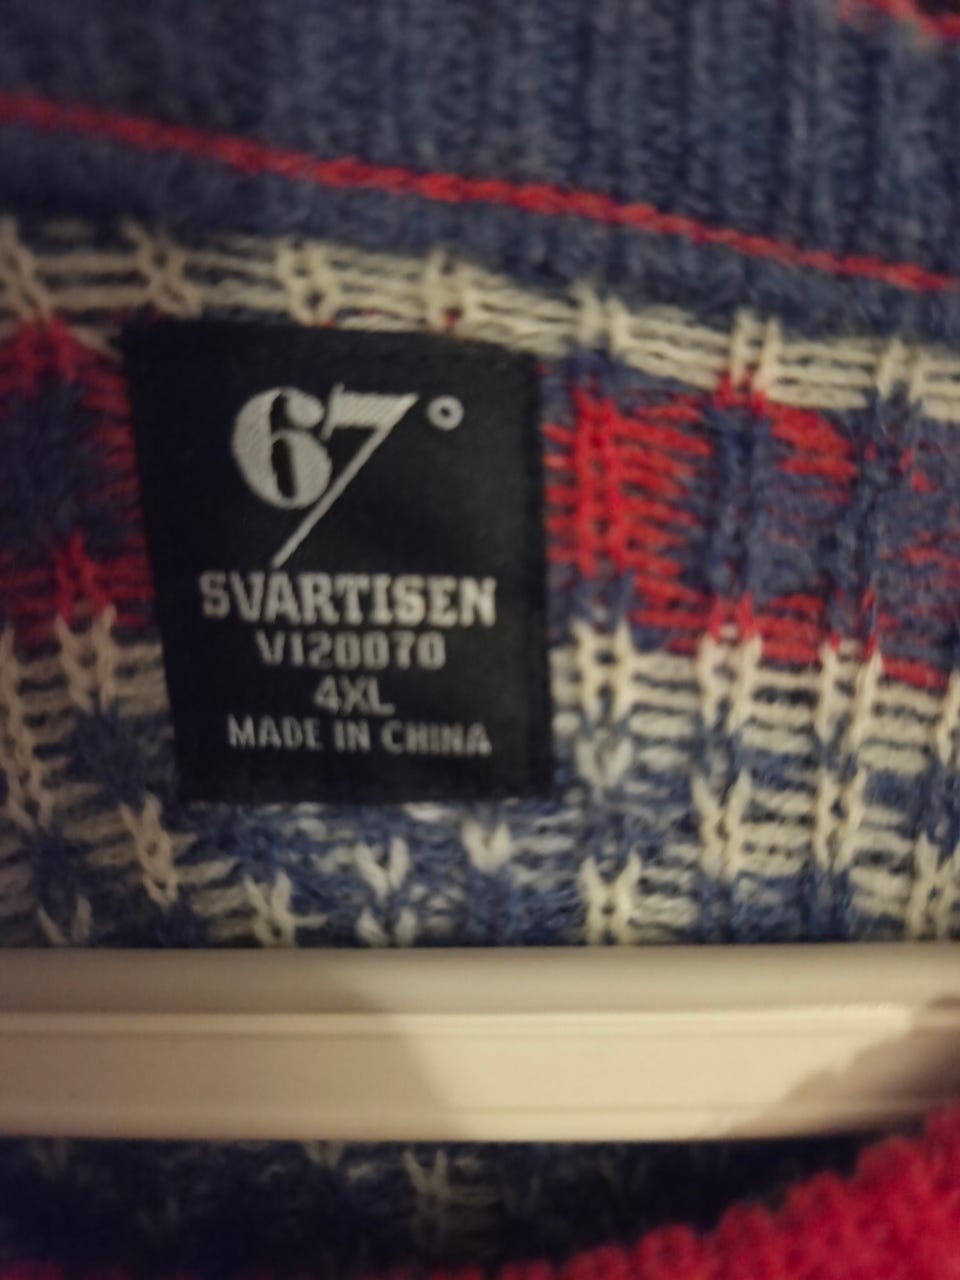 67°
SVARTISEN
V120070
4XL
MADE IN CHINA